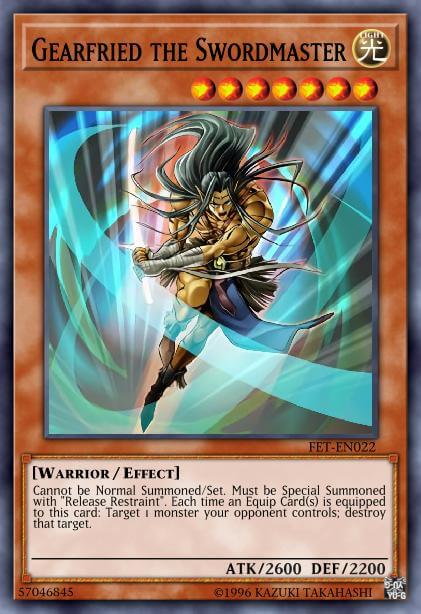 Gearfried the Swordmaster
LIGHT
光
FET-EN022
[Warrior / Effect]
Cannot be Normal Summoned/Set. Must be Special Summoned
with "Release Restraint". Each time an Equip Card(s) is equipped
to this card: Target 1 monster your opponent controls; destroy
that target.
ATK/2600 DEF/2200
57046845
©1996 KAZUKI TAKAHASHI